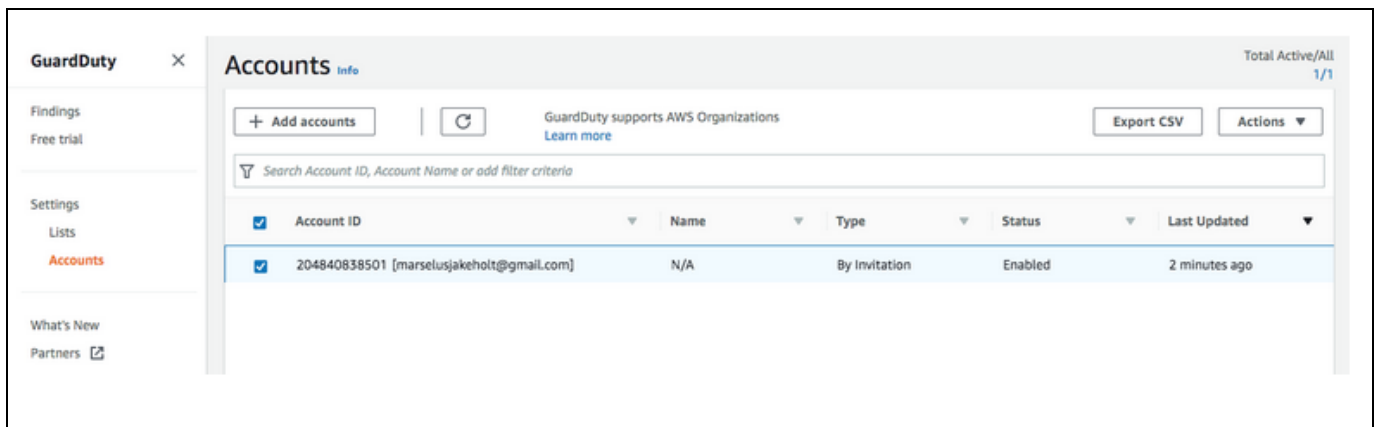 GuardDuty
Findings
Free trial
Settings
Lists
Accounts
What's New
Partners
Accounts Info
Total Active/All
1/1
+ Add accounts
GuardDuty supports AWS Organizations
Learn more
Export CSV
Actions
Search Account ID, Account Name or add filter criteria
Account ID Name Type Status Last Updated
204840838501 [marselusjakeholt@gmail.com] N/A By Invitation Enabled 2 minutes ago